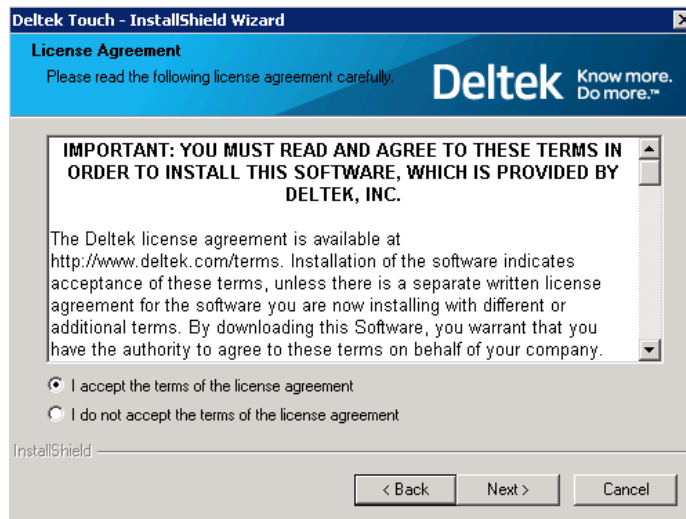 Deltek Touch - InstallShield Wizard
License Agreement
Please read the following license agreement carefully.
Deltek Know more.
Do more.™
IMPORTANT: YOU MUST READ AND AGREE TO THESE TERMS IN
ORDER TO INSTALL THIS SOFTWARE, WHICH IS PROVIDED BY
DELTEK, INC.
The Deltek license agreement is available at
http://www.deltek.com/terms. Installation of the software indicates
acceptance of these terms, unless there is a separate written license
agreement for the software you are now installing with different or
additional terms. By downloading this Software, you warrant that you
have the authority to agree to these terms on behalf of your company.
I accept the terms of the license agreement
I do not accept the terms of the license agreement
InstallShield
< Back Next > Cancel